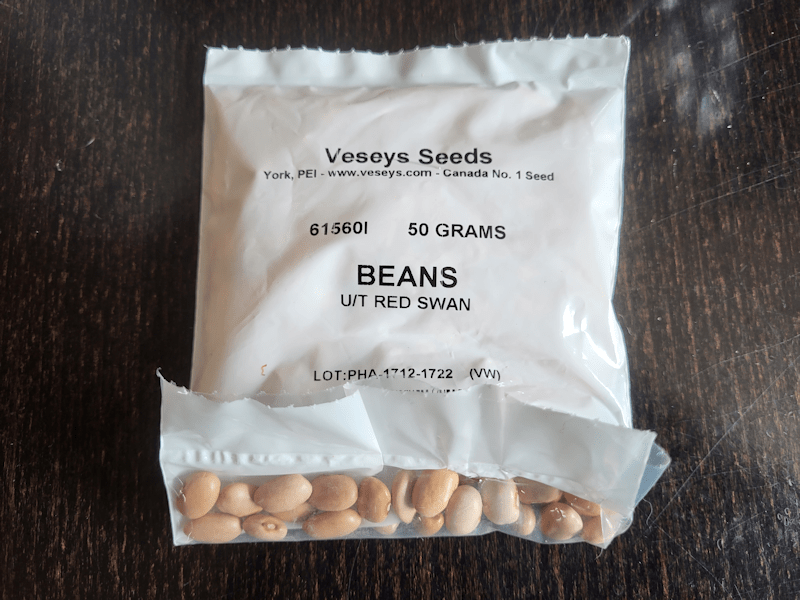 Veseys Seeds
York, PEI - www.veseys.com - Canada No. 1 Seed
61560I 50 GRAMS
BEANS
U/T RED SWAN
LOT:PHA-1712-1722 (VW)